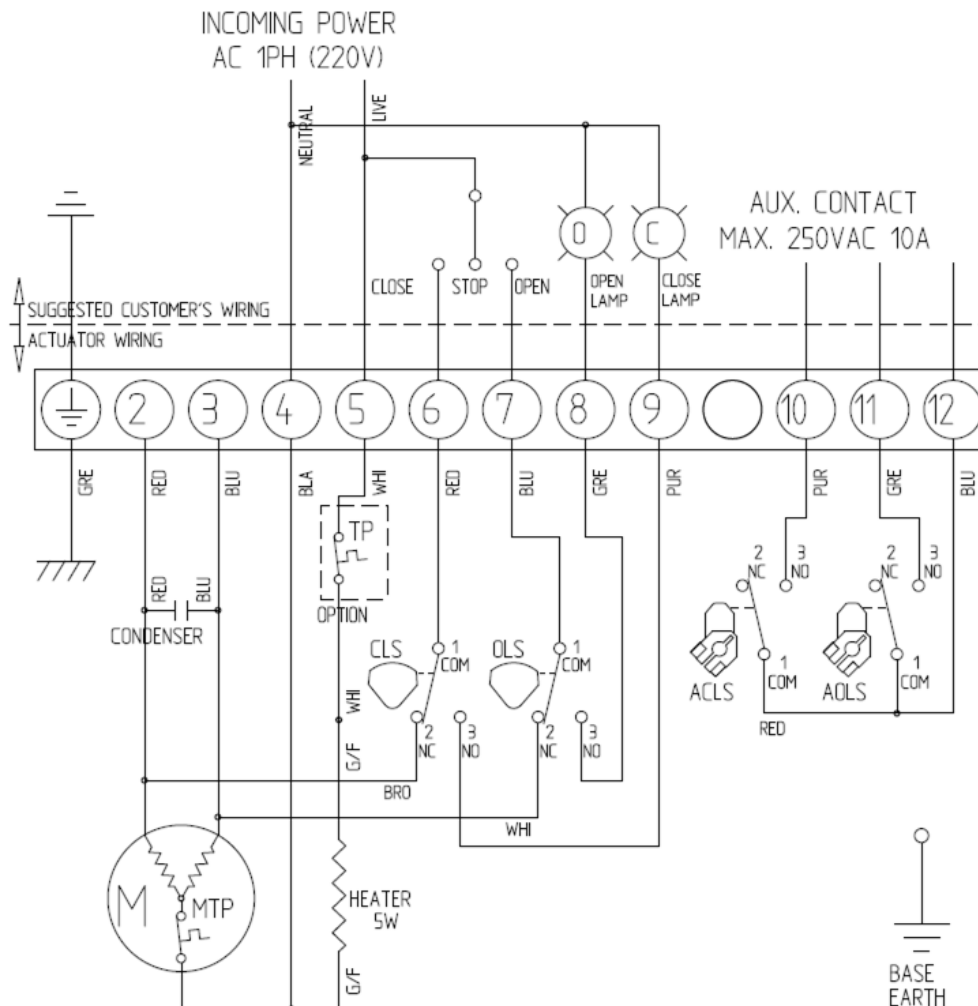 INCOMING POWER
AC 1PH (220V)
NEUTRAL
LIVE
O
C
AUX. CONTACT
MAX. 250VAC 10A
CLOSE
STOP
OPEN
OPEN
LAMP
CLOSE
LAMP
SUGGESTED CUSTOMER'S WIRING
ACTUATOR WIRING
2 3 4 5 6 7 8 9 10 11 12
GRE RED BLU BLA WHI RED BLU GRE PUR PUR GRE BLU
TP
OPTION
RED
BLU
CONDENSER
2
NC
3
NO
2
NC
3
NO
CLS
1
COM
OLS
1
COM
ACLS
1
COM
AOLS
1
COM
RED
WHI
G/F
2
NC
3
NO
2
NC
3
NO
BRO
WHI
M
MTP
HEATER
5W
G/F
BASE
EARTH